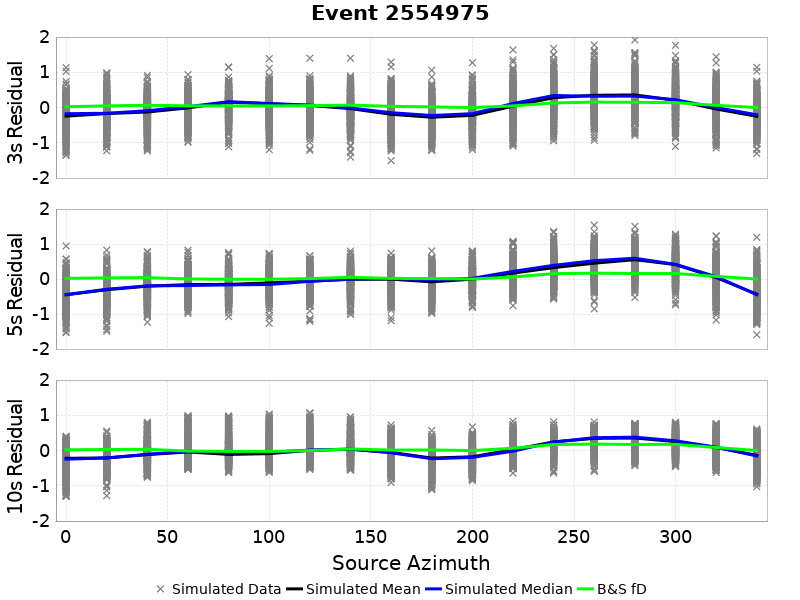 Event 2554975
3s Residual
2
1
0
-1
-2
5s Residual
2
1
0
-1
-2
10s Residual
2
1
0
-1
-2
0 50 100 150 200 250 300
Source Azimuth
Simulated Data Simulated Mean Simulated Median B&S fD